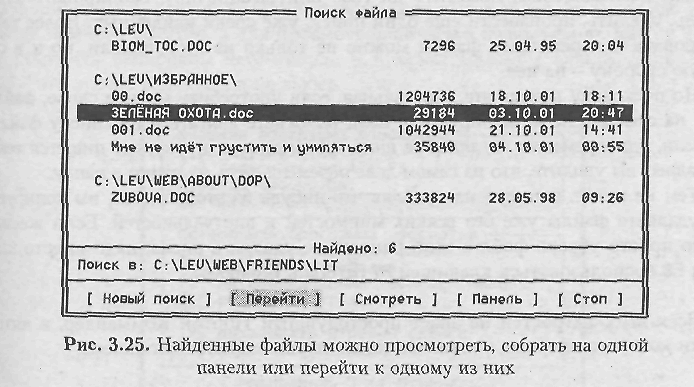 Поиск файла
C:\LEV\
BIOM_TOC.DOC 7296 25.04.95 20:04
C:\LEV\ИЗБРАННОЕ\
00.doc 1204736 18.10.01 18:11
ЗЕЛЁНАЯ ОХОТА.doc 29184 03.10.01 20:47
001.doc 1042944 21.10.01 14:41
Мне не идёт грустить и умиляться 35840 04.10.01 00:55
C:\LEV\WEB\ABOUT\DOP\
ZUBOVA.DOC 333824 28.05.98 09:26
Найдено: 6
Поиск в: C:\LEV\WEB\FRIENDS\LIT
[ Новый поиск ] [ Перейти ] [ Смотреть ] [ Панель ] [ Стоп ]
Рис. 3.25. Найденные файлы можно просмотреть, собрать на одной
панели или перейти к одному из них